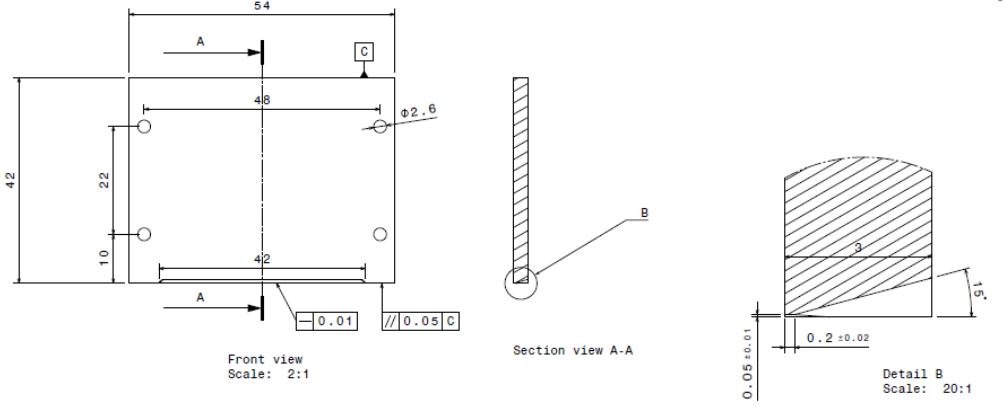 54
A
C
48
Φ2.6
42
22
10
42
A
0.01
// 0.05 C
Front view
Scale: 2:1
B
Section view A-A
3
15°
0.2 ±0.02
0.05 ±0.01
Detail B
Scale: 20:1